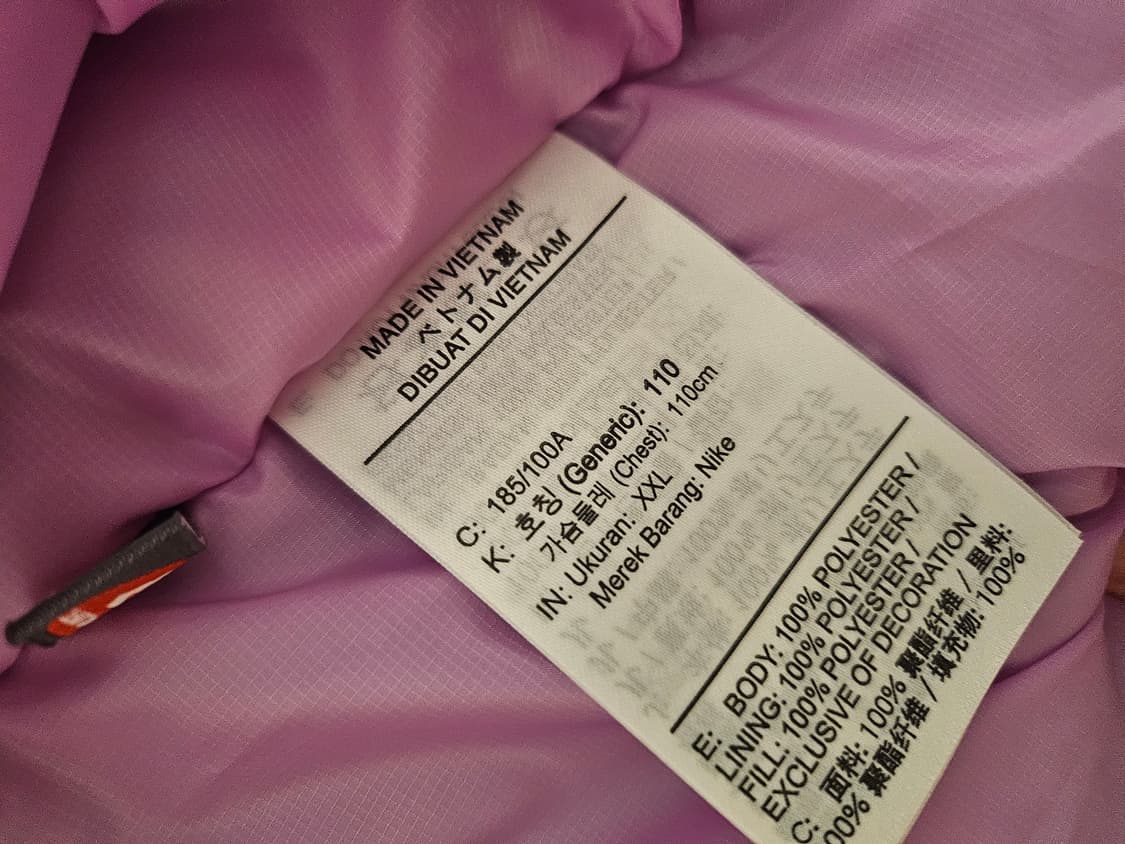 MADE IN VIETNAM
ベトナム製
DIBUAT DI VIETNAM
C: 185/100A
K: 호칭 (Generic): 110
가슴둘레 (Chest): 110cm
IN: Ukuran: XXL
Merek Barang: Nike
E: BODY: 100% POLYESTER /
LINING: 100% POLYESTER /
FILL: 100% POLYESTER /
EXCLUSIVE OF DECORATION
C: 面料: 100% 聚酯纤维 / 里料:
00% 聚酯纤维 / 填充物: 100%